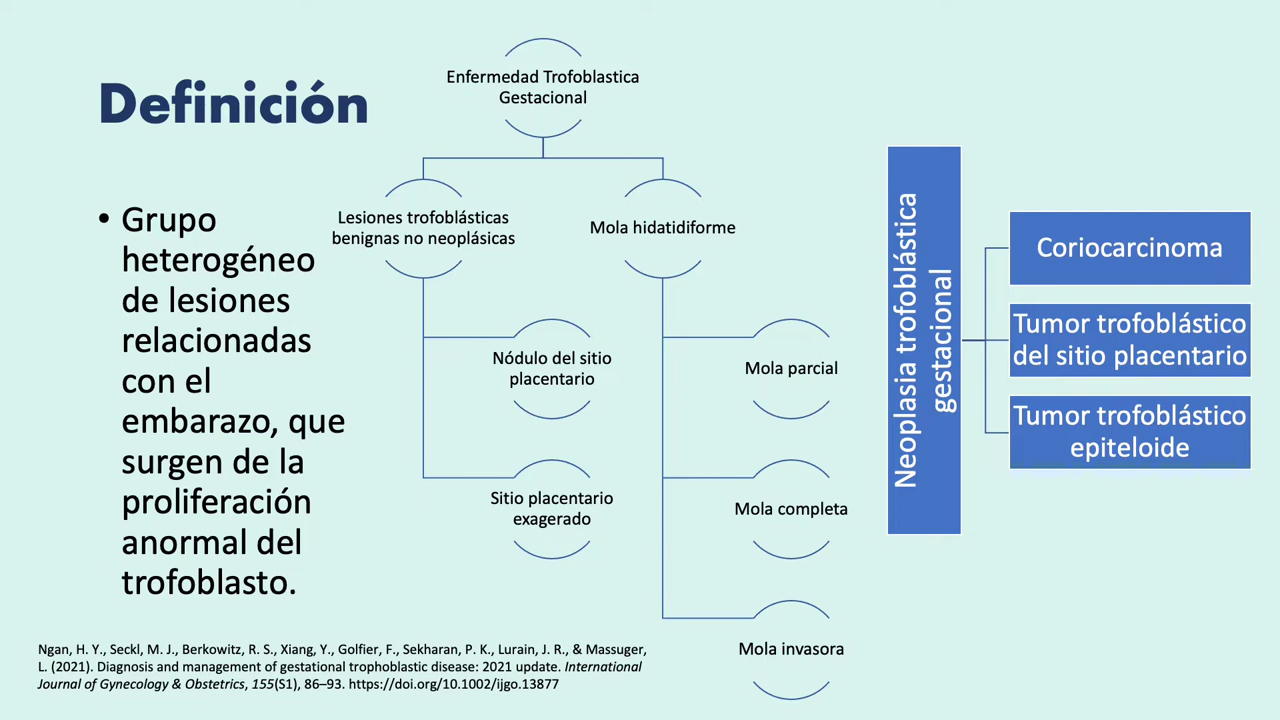 Definición
• Grupo
heterogéneo
de lesiones
relacionadas
con el
embarazo, que
surgen de la
proliferación
anormal del
trofoblasto.
Enfermedad Trofoblastica
Gestacional
Lesiones trofoblásticas
benignas no neoplásicas
Nódulo del sitio
placentario
Sitio placentario
exagerado
Mola hidatidiforme
Mola parcial
Mola completa
Mola invasora
Neoplasia trofoblástica
gestacional
Coriocarcinoma
Tumor trofoblástico
del sitio placentario
Tumor trofoblástico
epiteloide
Ngan, H. Y., Seckl, M. J., Berkowitz, R. S., Xiang, Y., Golfier, F., Sekharan, P. K., Lurain, J. R., & Massuger,
L. (2021). Diagnosis and management of gestational trophoblastic disease: 2021 update. International
Journal of Gynecology & Obstetrics, 155(S1), 86–93. https://doi.org/10.1002/ijgo.13877